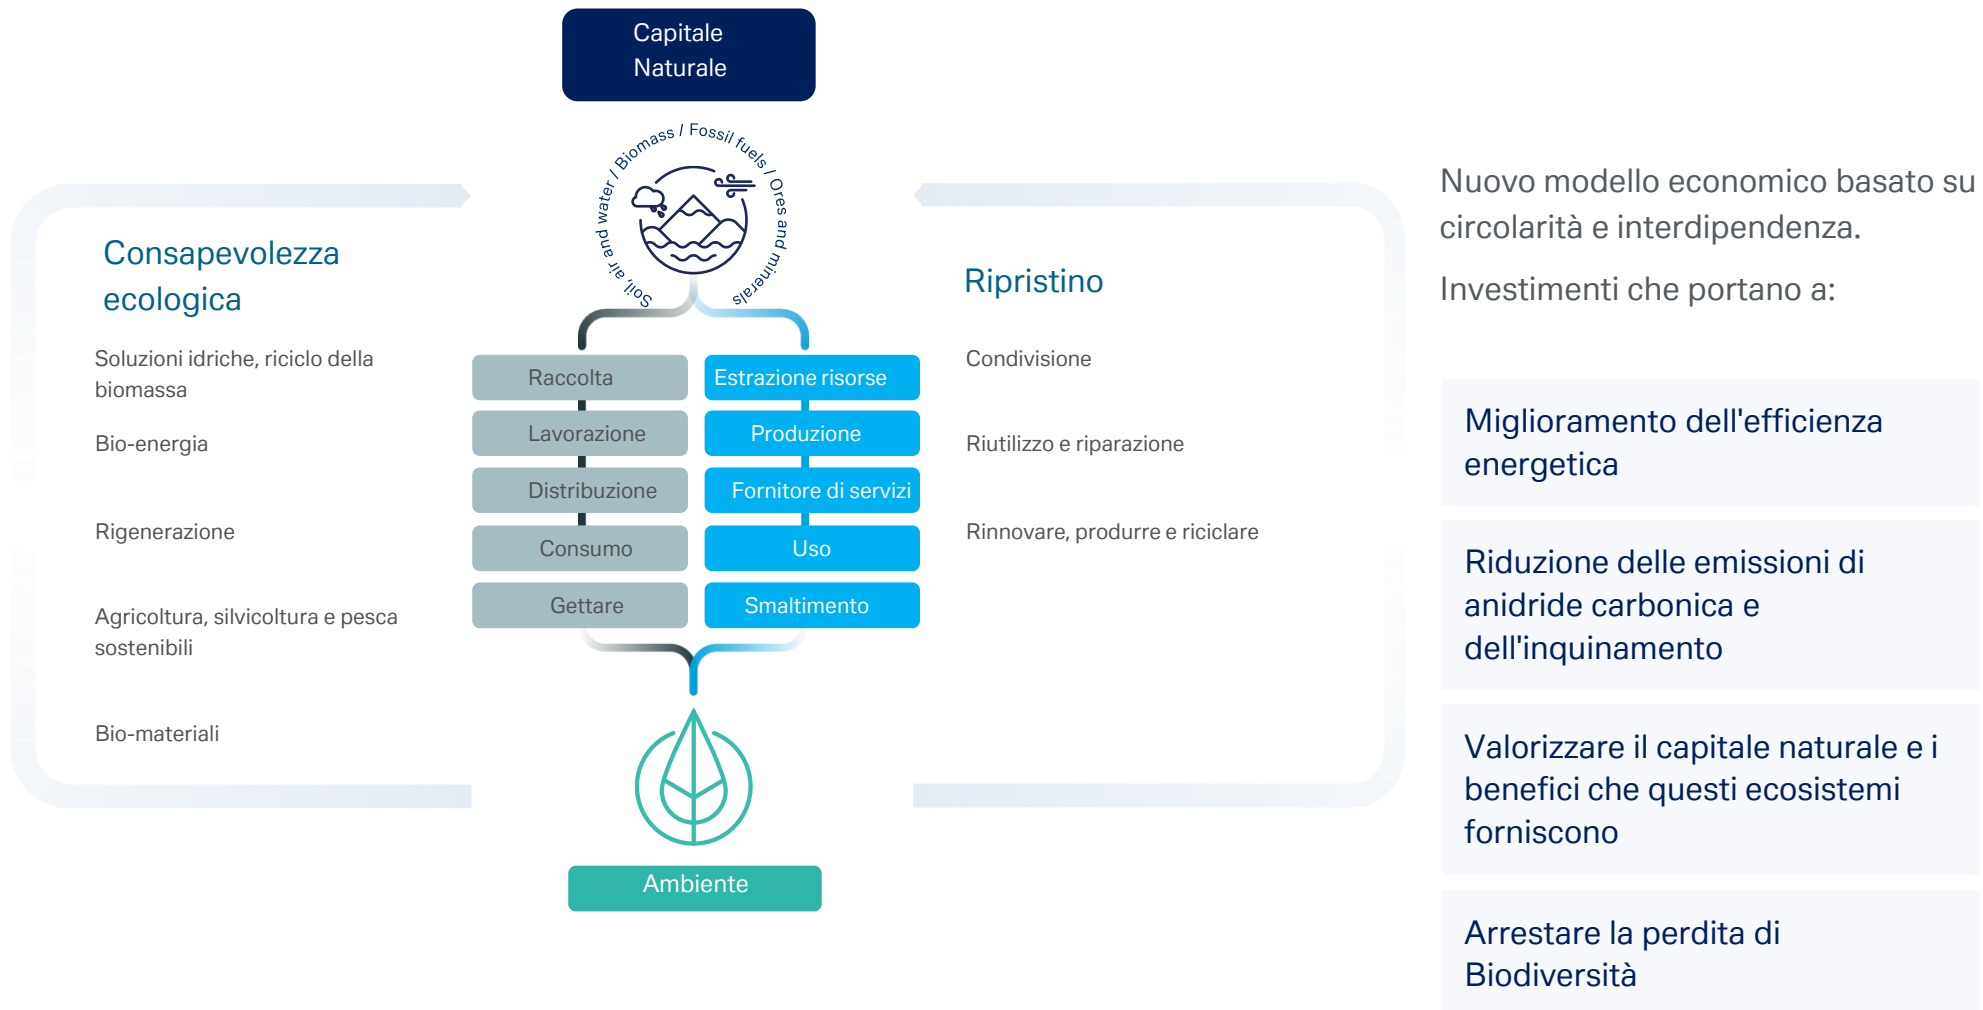 Capitale
Naturale
Soil, air and water / Biomass / Fossil fuels / Ores and minerals
Consapevolezza
ecologica
Soluzioni idriche, riciclo della
biomassa
Bio-energia
Rigenerazione
Agricoltura, silvicoltura e pesca
sostenibili
Bio-materiali
Raccolta
Lavorazione
Distribuzione
Consumo
Gettare
Estrazione risorse
Produzione
Fornitore di servizi
Uso
Smaltimento
Ambiente
Ripristino
Condivisione
Riutilizzo e riparazione
Rinnovare, produrre e riciclare
Nuovo modello economico basato su
circolarità e interdipendenza.
Investimenti che portano a:
Miglioramento dell'efficienza
energetica
Riduzione delle emissioni di
anidride carbonica e
dell'inquinamento
Valorizzare il capitale naturale e i
benefici che questi ecosistemi
forniscono
Arrestare la perdita di
Biodiversità